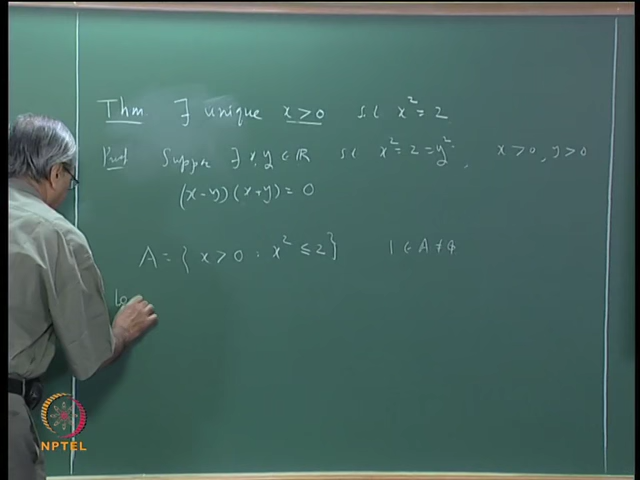 Thm ∃ unique x>0 s.t x² = 2
Proof Suppose ∃ x,y ∈ ℝ s.t x² = 2 = y², x>0, y>0
(x-y)(x+y) = 0
A = { x>0 : x² ≤ 2 } 1 ∈ A ≠ φ
NPTEL